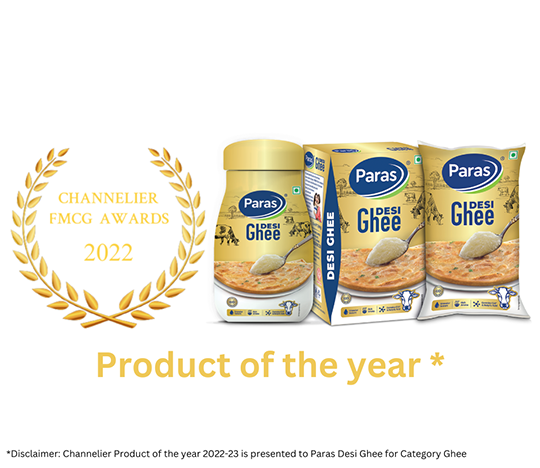 CHANNELIER
FMCG AWARDS
2022
Paras
DESI
Ghee
DESI GHEE
Paras
DESI
Ghee
Paras
DESI
Ghee
Product of the year *
*Disclaimer: Channelier Product of the year 2022-23 is presented to Paras Desi Ghee for Category Ghee